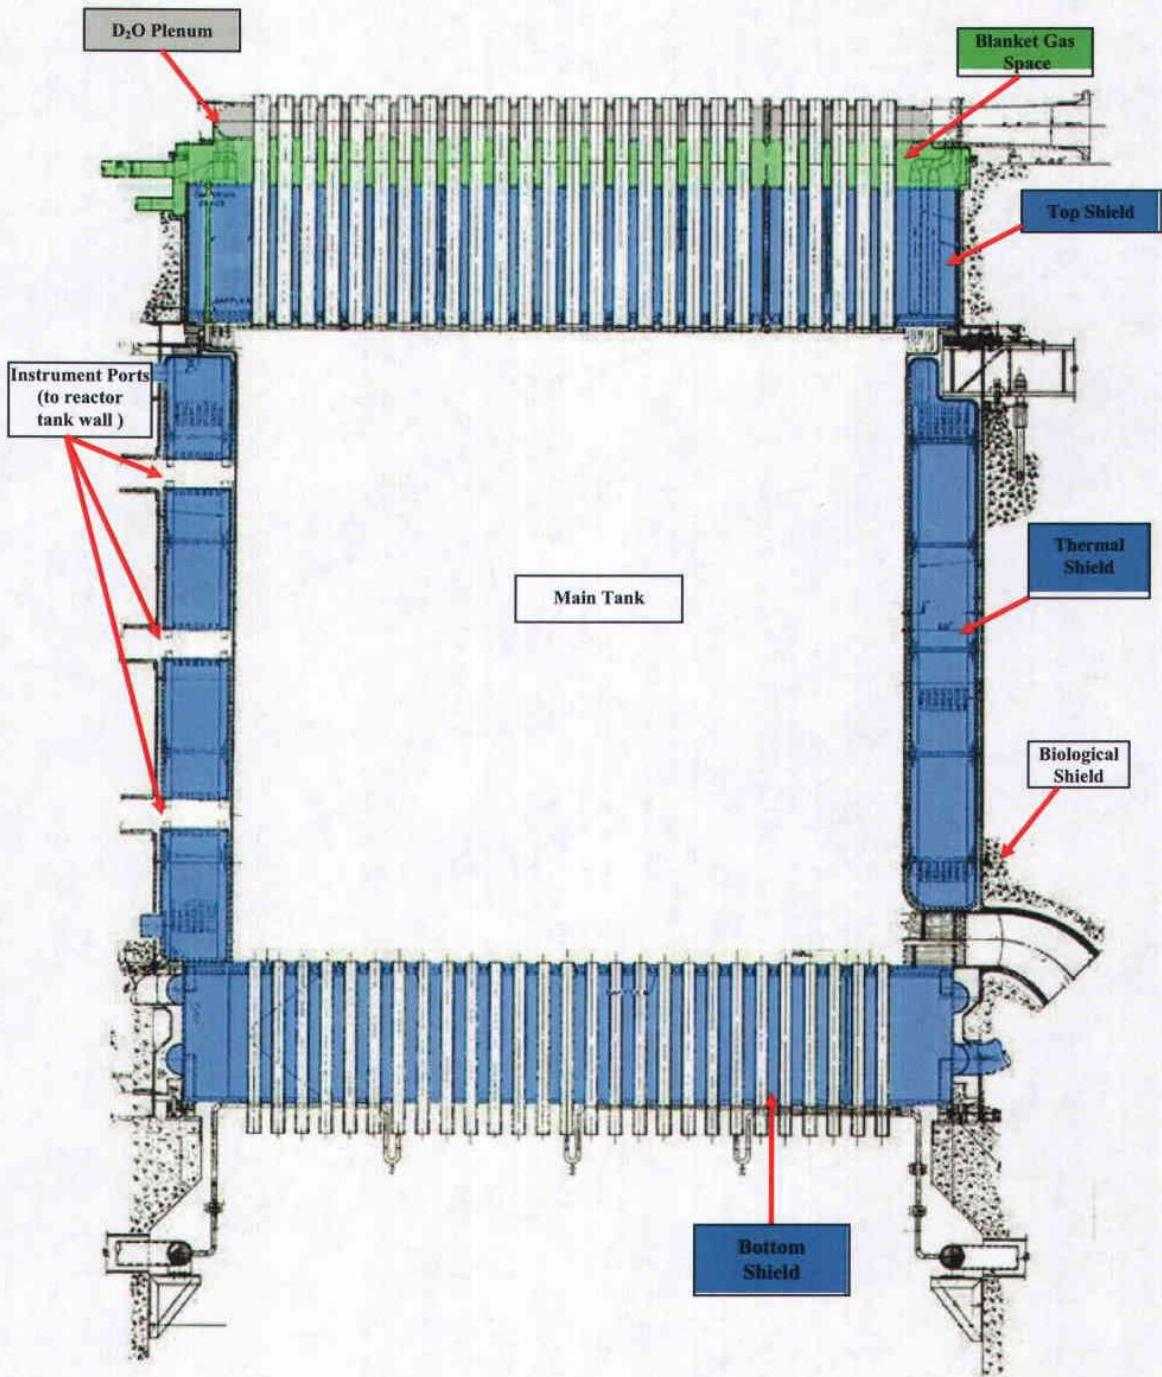 D₂O Plenum
Blanket Gas
Space
Top Shield
Instrument Ports
(to reactor
tank wall )
Thermal
Shield
Main Tank
Biological
Shield
Bottom
Shield